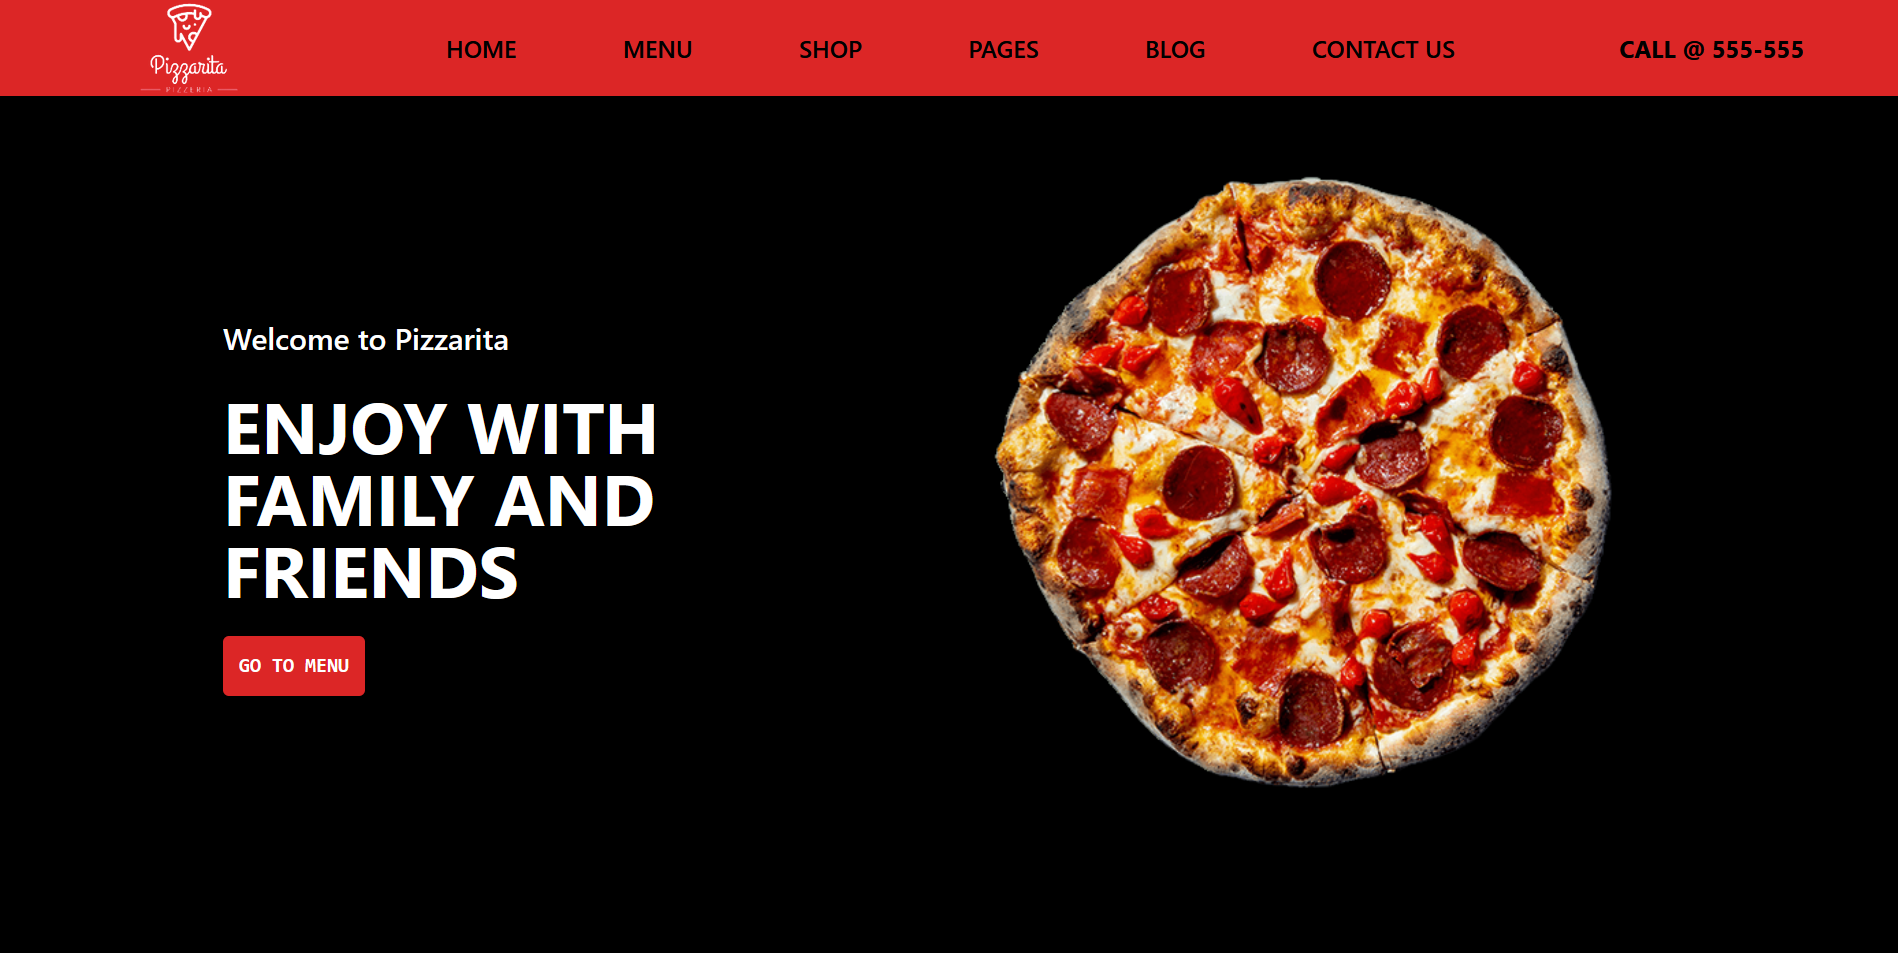 Pizzarita
PIZZERIA
HOME
MENU
SHOP
PAGES
BLOG
CONTACT US
CALL @ 555-555
Welcome to Pizzarita
ENJOY WITH
FAMILY AND
FRIENDS
GO TO MENU